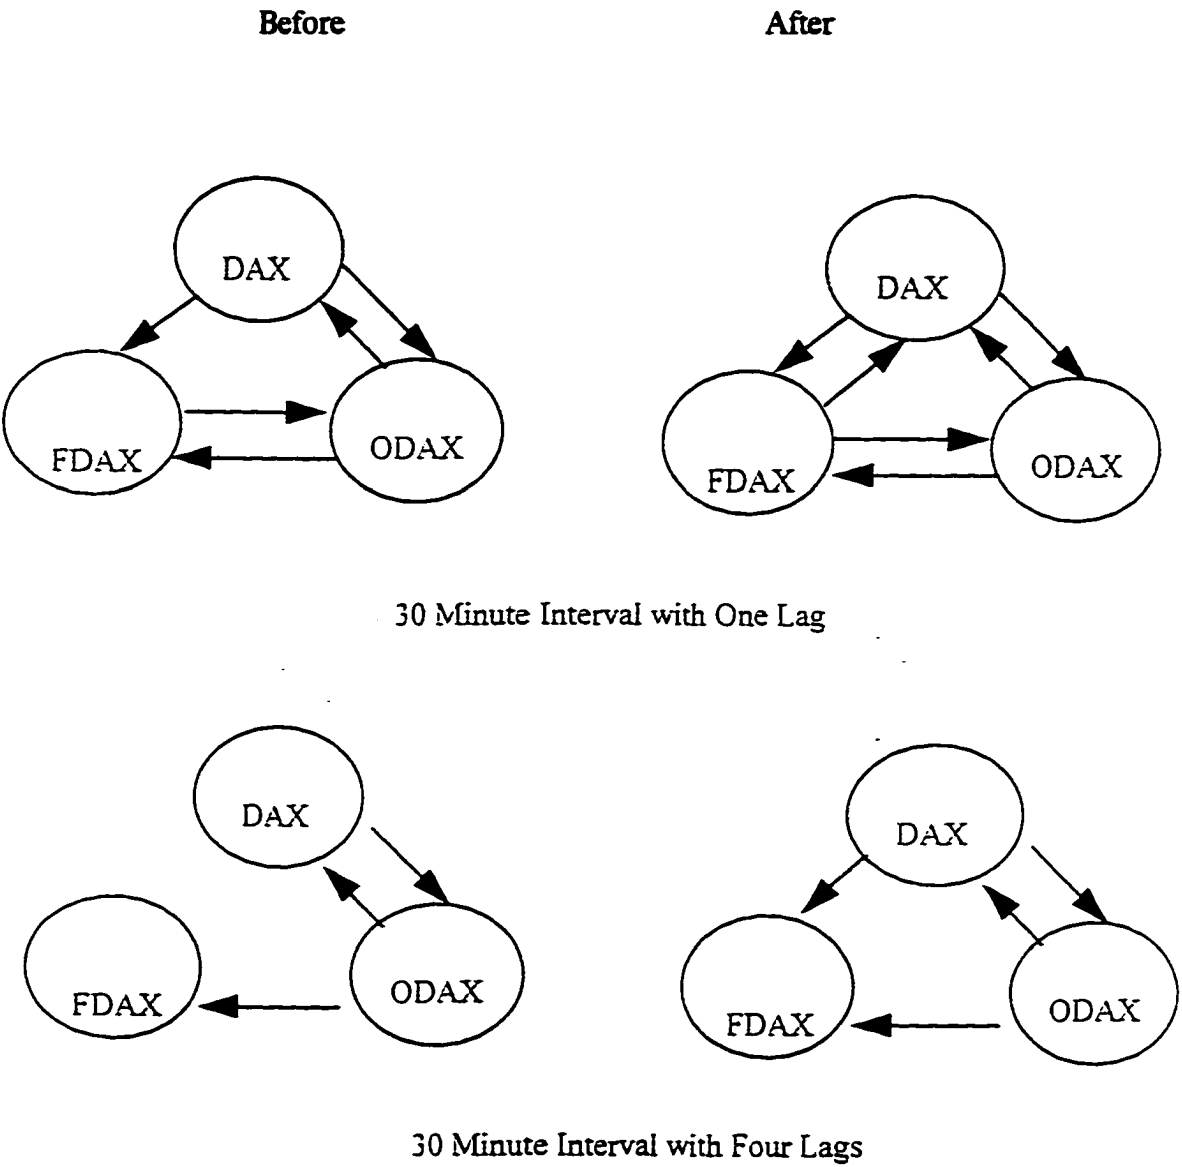 Before After
DAX DAX
FDAX ODAX FDAX ODAX
30 Minute Interval with One Lag
DAX DAX
FDAX ODAX FDAX ODAX
30 Minute Interval with Four Lags